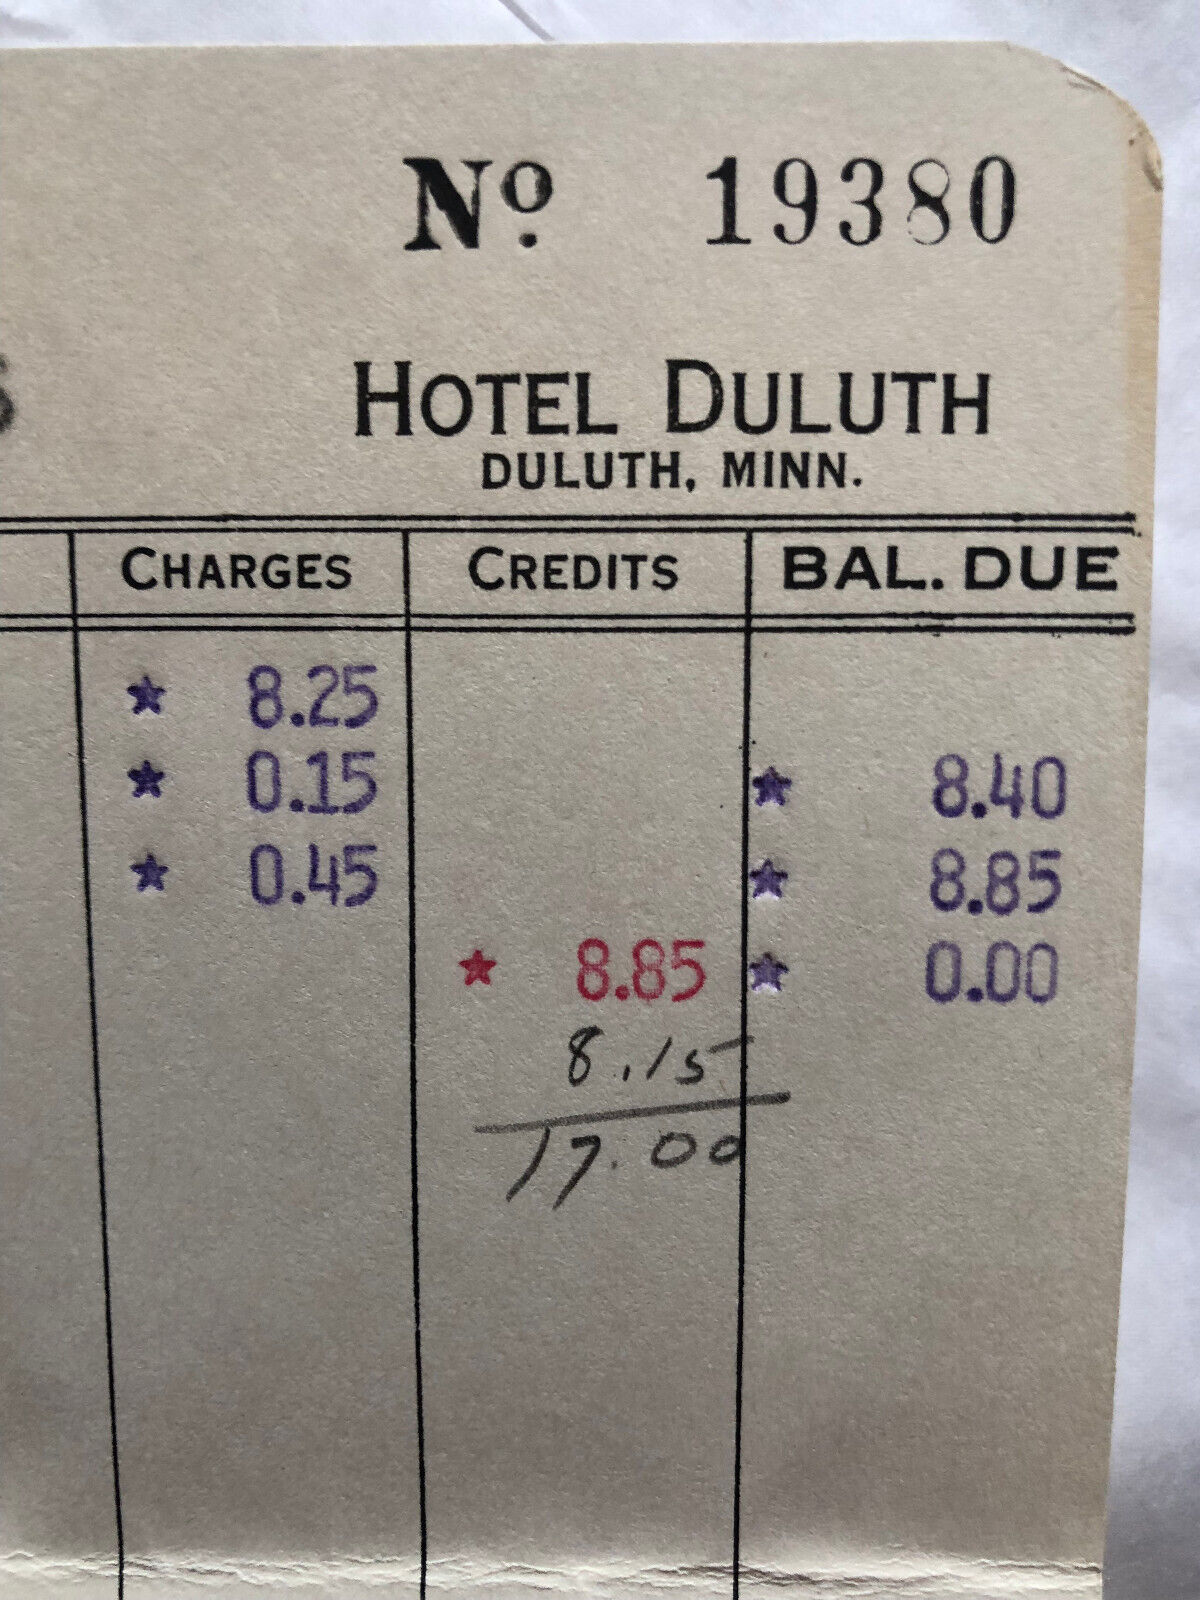 Nº. 19380
HOTEL DULUTH
DULUTH, MINN.
CHARGES CREDITS BAL. DUE
★ 8.25
★ 0.15 ★ 8.40
★ 0.45 ★ 8.85
★ 8.85 ★ 0.00
8.15
17.00